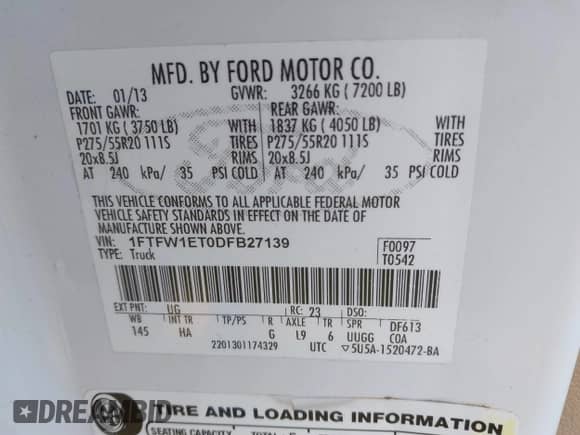 MFD. BY FORD MOTOR CO.
DATE: 01/13 GVWR: 3266 KG ( 7200 LB)
FRONT GAWR: REAR GAWR:
1701 KG ( 3750 LB) WITH 1837 KG ( 4050 LB) WITH
P275/55R20 111S TIRES P275/55R20 111S TIRES
20x8.5J RIMS 20x8.5J RIMS
AT 240 kPa/ 35 PSI COLD AT 240 kPa/ 35 PSI COLD
THIS VEHICLE CONFORMS TO ALL APPLICABLE FEDERAL MOTOR
VEHICLE SAFETY STANDARDS IN EFFECT ON THE DATE OF
MANUFACTURE SHOWN ABOVE.
VIN: 1FTFW1ET0DFB27139 F0097
TYPE: Truck T0542
EXT PNT: UG RC: 23 DSO:
WB INT TR TP/PS R AXLE TR SPR DF613
145 HA G L9 6 UUGG COA
2201301174329 UTC ▽5U5A-1520472-BA
TIRE AND LOADING INFORMATION
SEATING CAPACITY TOTAL
DREAMBID